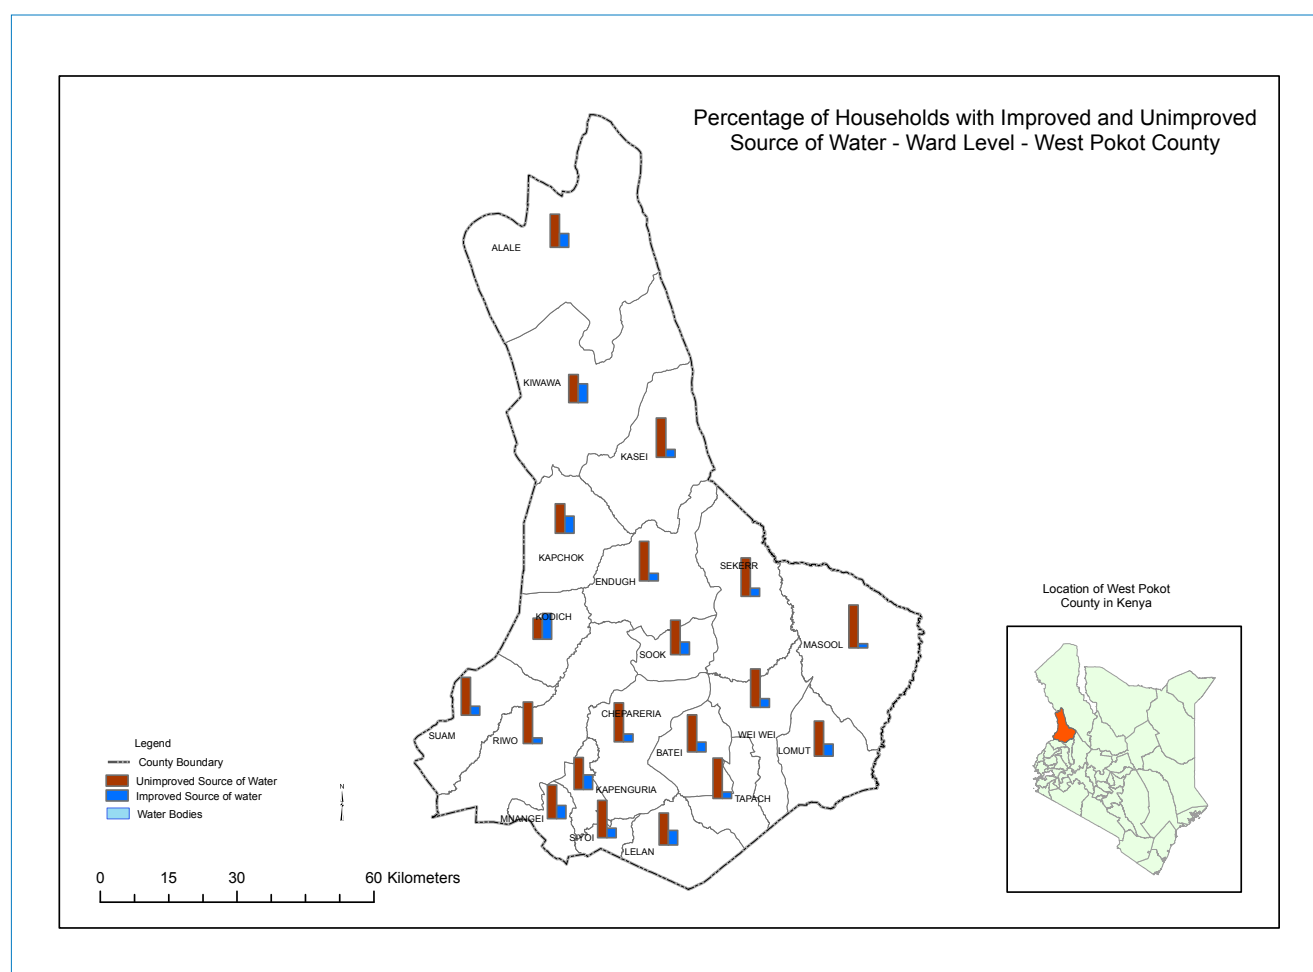 Percentage of Households with Improved and Unimproved
Source of Water - Ward Level - West Pokot County
ALALE
KIWAWA
KASEI
KAPCHOK
ENDUGH
SEKERR
KODICH
SOOK
MASOOL
SUAM
RIWO
CHEPARERIA
BATEI
WEI WEI
LOMUT
KAPENGURIA
TAPACH
MNANGEI
SIYOI
LELAN
Location of West Pokot
County in Kenya
Legend
County Boundary
Unimproved Source of Water
Improved Source of water
Water Bodies
N
0 15 30 60 Kilometers